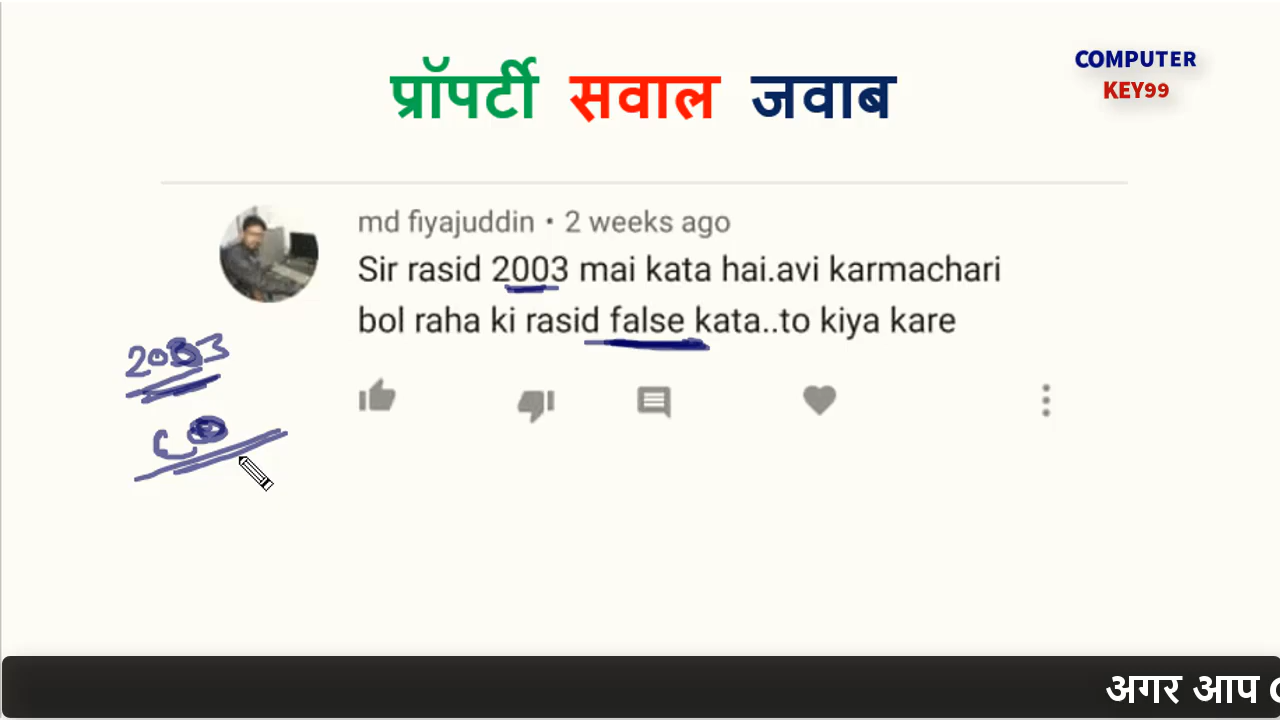 प्रॉपर्टी सवाल जवाब
COMPUTER
KEY99
md fiyajuddin • 2 weeks ago
Sir rasid 2003 mai kata hai.avi karmachari
bol raha ki rasid false kata..to kiya kare
2003
अगर आप